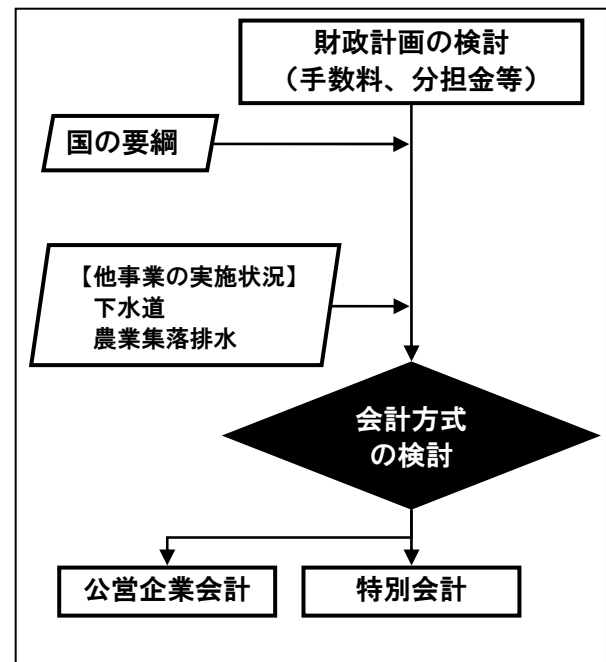 財政計画の検討
（手数料、分担金等）
国の要綱
【他事業の実施状況】
下水道
農業集落排水
会計方式
の検討
公営企業会計
特別会計